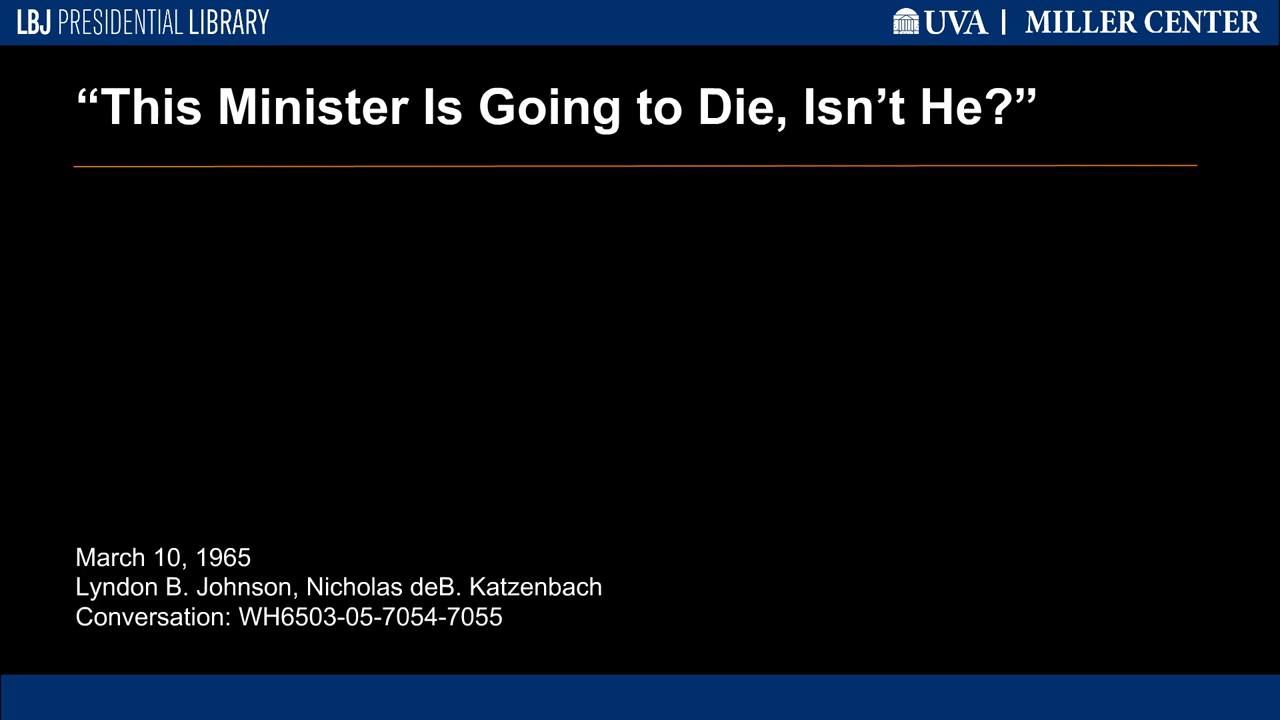 LBJ PRESIDENTIAL LIBRARY
UVA | MILLER CENTER
“This Minister Is Going to Die, Isn’t He?”
March 10, 1965
Lyndon B. Johnson, Nicholas deB. Katzenbach
Conversation: WH6503-05-7054-7055